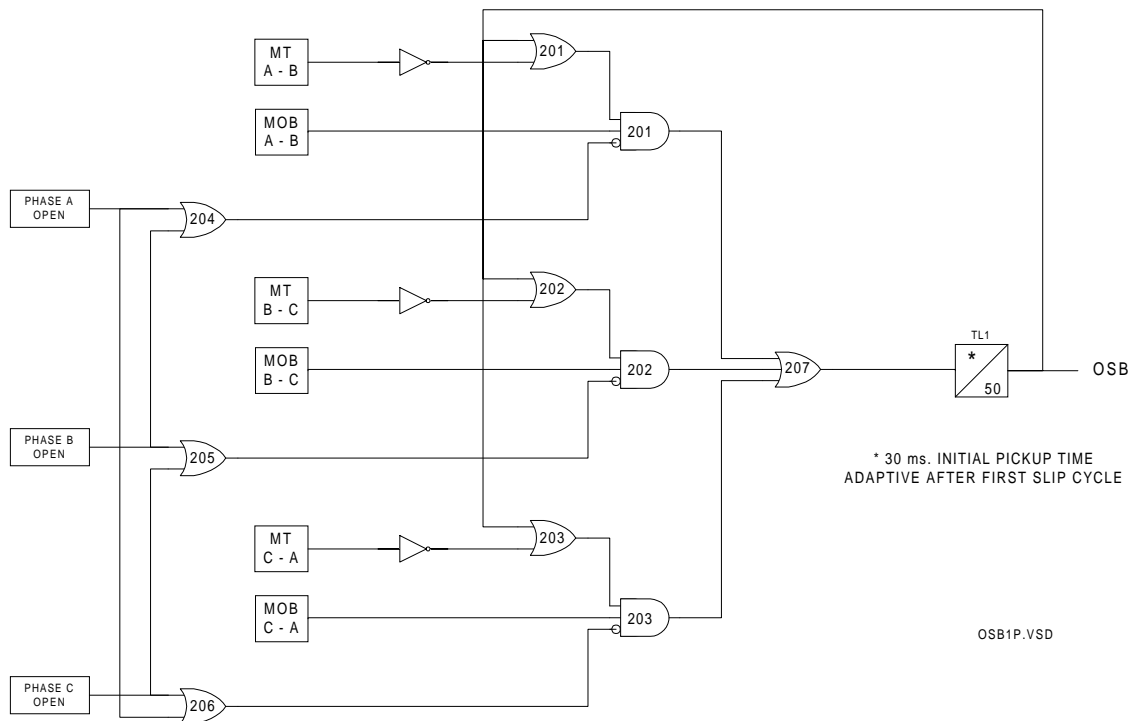 MT
A - B
201
MOB
A - B
201
PHASE A
OPEN
204
MT
B - C
202
MOB
B - C
202
207
TL1
*
50
OSB
PHASE B
OPEN
205
* 30 ms. INITIAL PICKUP TIME
ADAPTIVE AFTER FIRST SLIP CYCLE
MT
C - A
203
MOB
C - A
203
OSB1P.VSD
PHASE C
OPEN
206